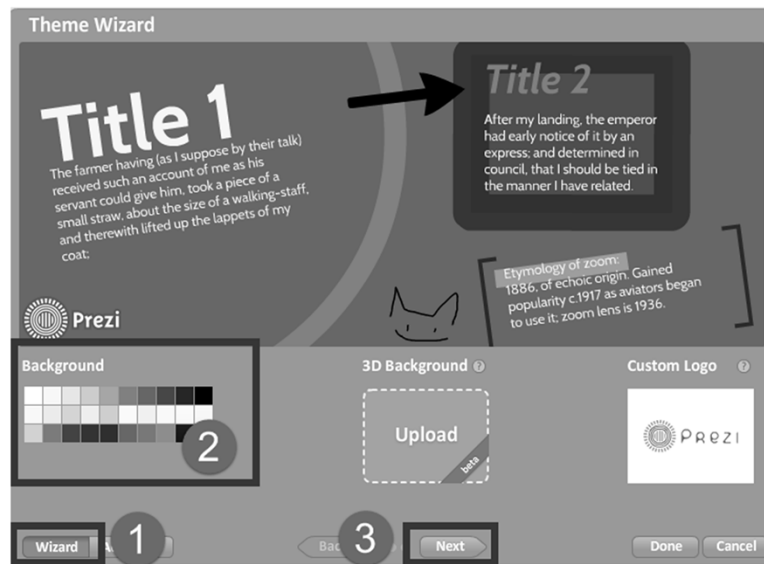 Theme Wizard
Title 1
The farmer having (as I suppose by their talk)
received such an account of me as his
servant could give him, took a piece of a
small straw, about the size of a walking-staff,
and therewith lifted up the lappets of my
coat;
Title 2
After my landing, the emperor
had early notice of it by an
express; and determined in
council, that I should be tied in
the manner I have related.
Etymology of zoom:
1886, of echoic origin. Gained
popularity c.1917 as aviators began
to use it; zoom lens is 1936.
Prezi
Background
3D Background ?
Custom Logo ?
Upload
beta
PREZI
2
Wizard
1
3
Next
Done
Cancel